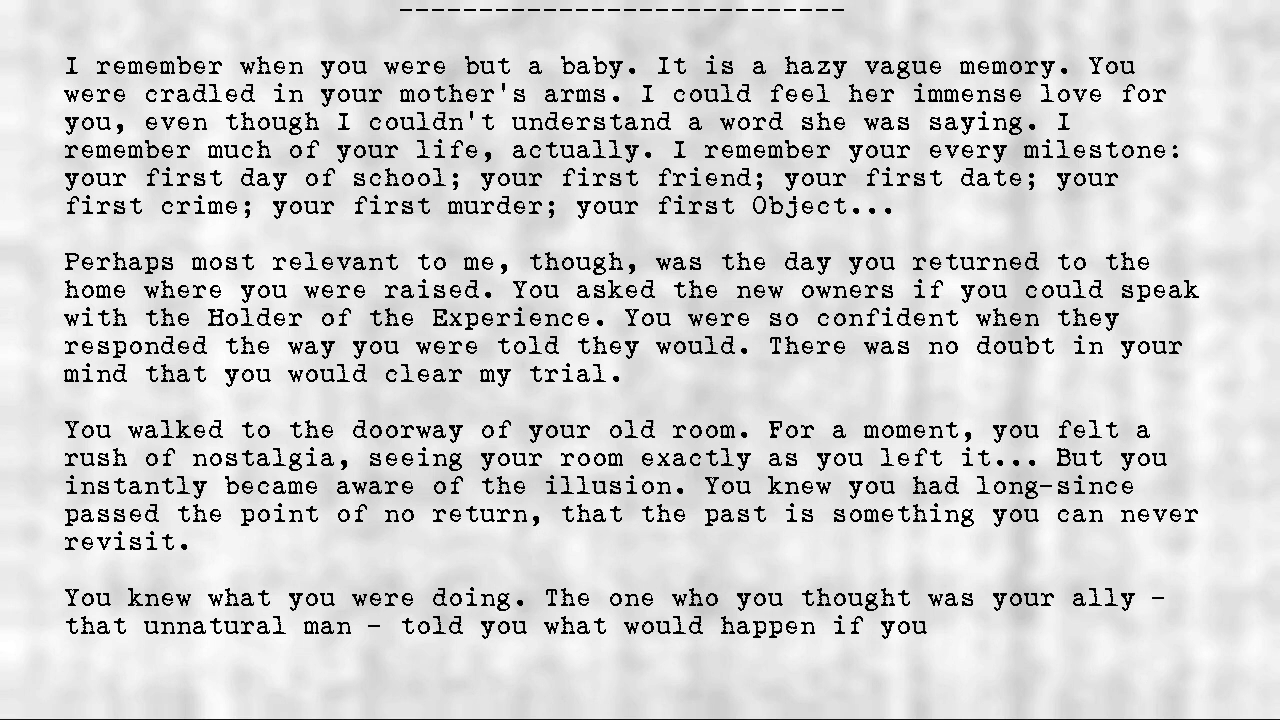 ----------------------------
I remember when you were but a baby. It is a hazy vague memory. You
were cradled in your mother's arms. I could feel her immense love for
you, even though I couldn't understand a word she was saying. I
remember much of your life, actually. I remember your every milestone:
your first day of school; your first friend; your first date; your
first crime; your first murder; your first Object...
Perhaps most relevant to me, though, was the day you returned to the
home where you were raised. You asked the new owners if you could speak
with the Holder of the Experience. You were so confident when they
responded the way you were told they would. There was no doubt in your
mind that you would clear my trial.
You walked to the doorway of your old room. For a moment, you felt a
rush of nostalgia, seeing your room exactly as you left it... But you
instantly became aware of the illusion. You knew you had long-since
passed the point of no return, that the past is something you can never
revisit.
You knew what you were doing. The one who you thought was your ally -
that unnatural man - told you what would happen if you